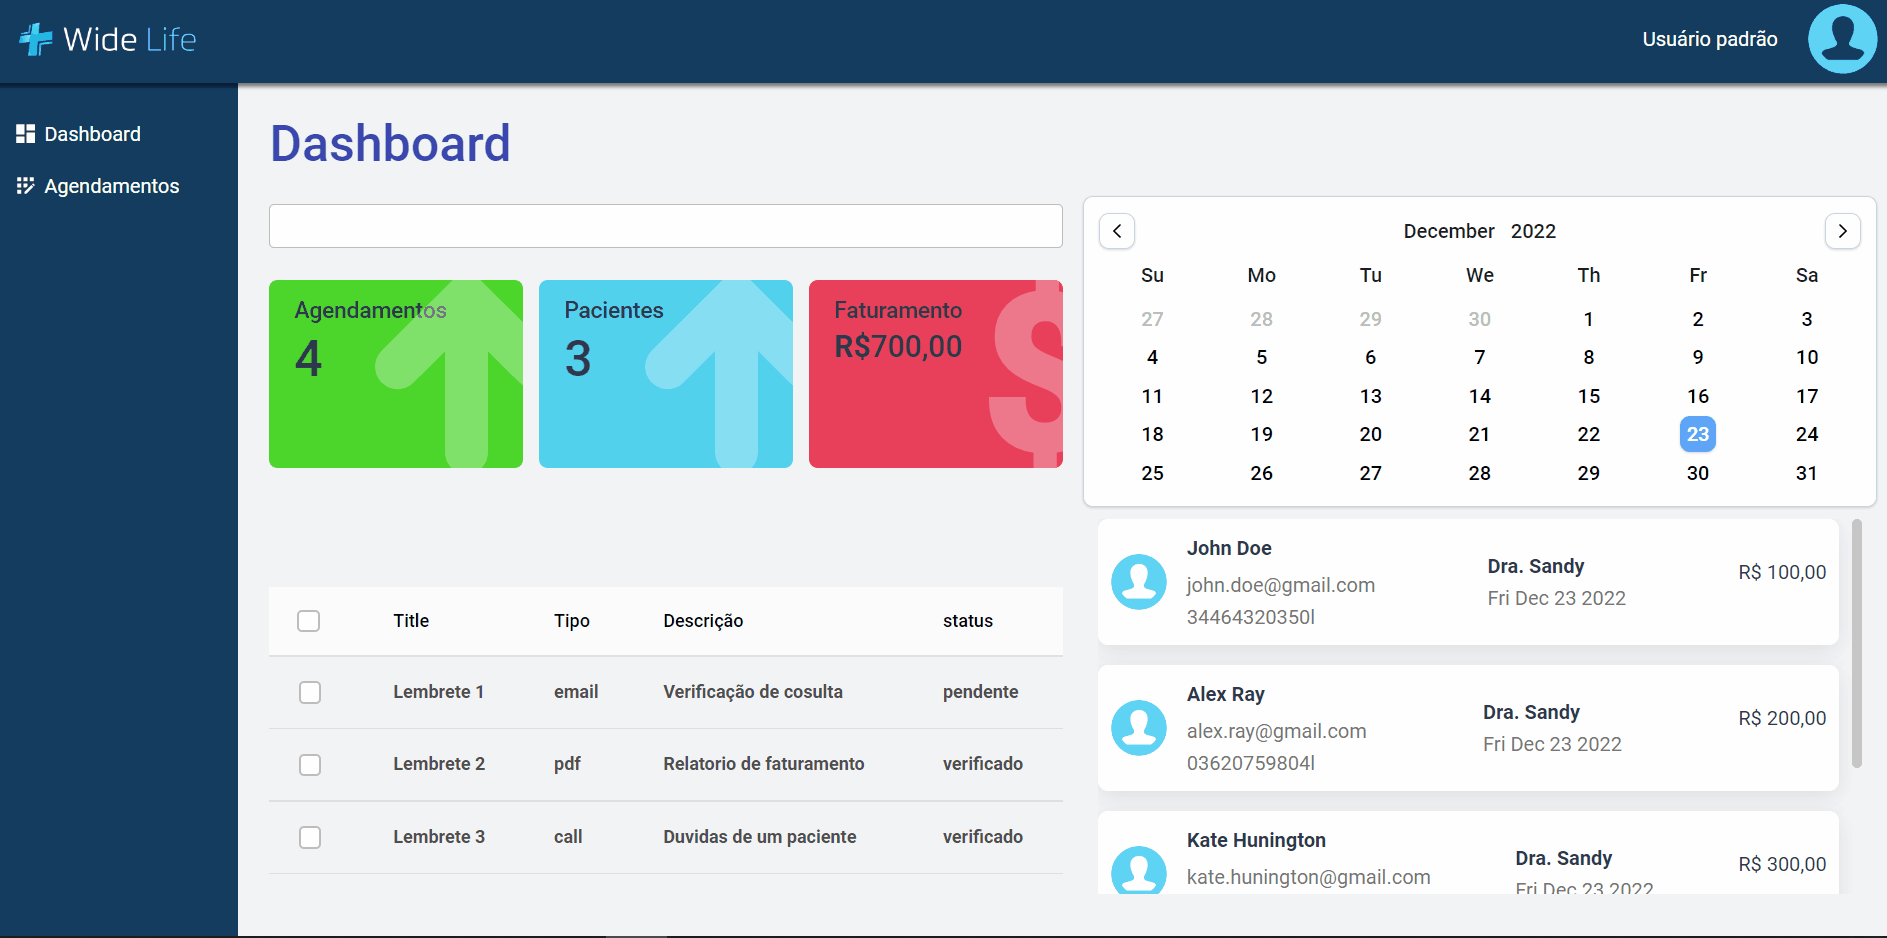 Wide Life
Usuário padrão
Dashboard
Agendamentos
Dashboard
Agendamentos
4
Pacientes
3
Faturamento
R$700,00
December 2022
Su Mo Tu We Th Fr Sa
27 28 29 30 1 2 3
4 5 6 7 8 9 10
11 12 13 14 15 16 17
18 19 20 21 22 23 24
25 26 27 28 29 30 31
Title Tipo Descrição status
Lembrete 1 email Verificação de cosulta pendente
Lembrete 2 pdf Relatorio de faturamento verificado
Lembrete 3 call Duvidas de um paciente verificado
John Doe
john.doe@gmail.com
34464320350l
Dra. Sandy
Fri Dec 23 2022
R$ 100,00
Alex Ray
alex.ray@gmail.com
03620759804l
Dra. Sandy
Fri Dec 23 2022
R$ 200,00
Kate Hunington
kate.hunington@gmail.com
Dra. Sandy
Fri Dec 23 2022
R$ 300,00